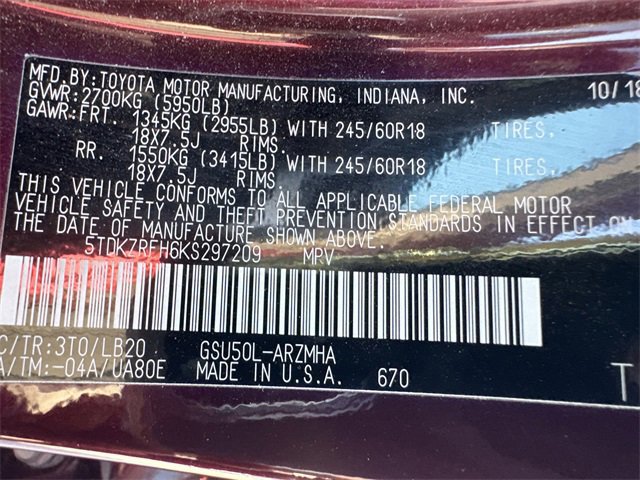 MFD.BY:TOYOTA MOTOR MANUFACTURING, INDIANA, INC. 10/18
GVWR:2700KG (5950LB)
GAWR:FRT. 1345KG (2955LB) WITH 245/60R18 TIRES.
18X7.5J RIMS.
RR. 1550KG (3415LB) WITH 245/60R18 TIRES.
18X7.5J RIMS
THIS VEHICLE CONFORMS TO ALL APPLICABLE FEDERAL MOTOR
VEHICLE SAFETY AND THEFT PREVENTION STANDARDS IN EFFECT ON
THE DATE OF MANUFACTURE SHOWN ABOVE.
5TDKZRFH6KS297209 MPV
C/TR:3T0/LB20 GSU50L-ARZMHA
A/TM:-04A/UA80E MADE IN U.S.A. 670